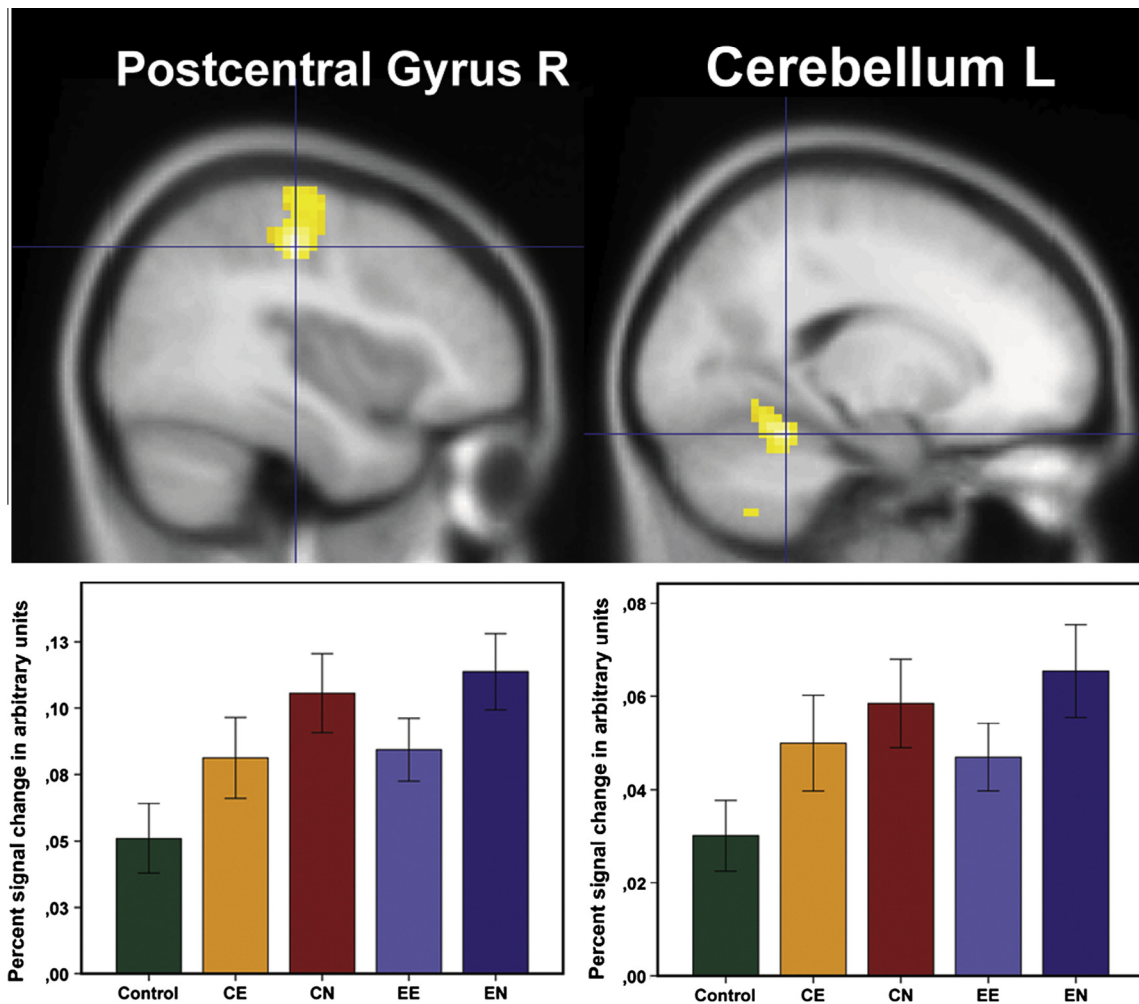 Postcentral Gyrus R
Cerebellum L
Percent signal change in arbitrary units
,13
,10
,08
,05
,03
,00
Control CE CN EE EN
Percent signal change in arbitrary units
,08
,06
,04
,02
,00
Control CE CN EE EN